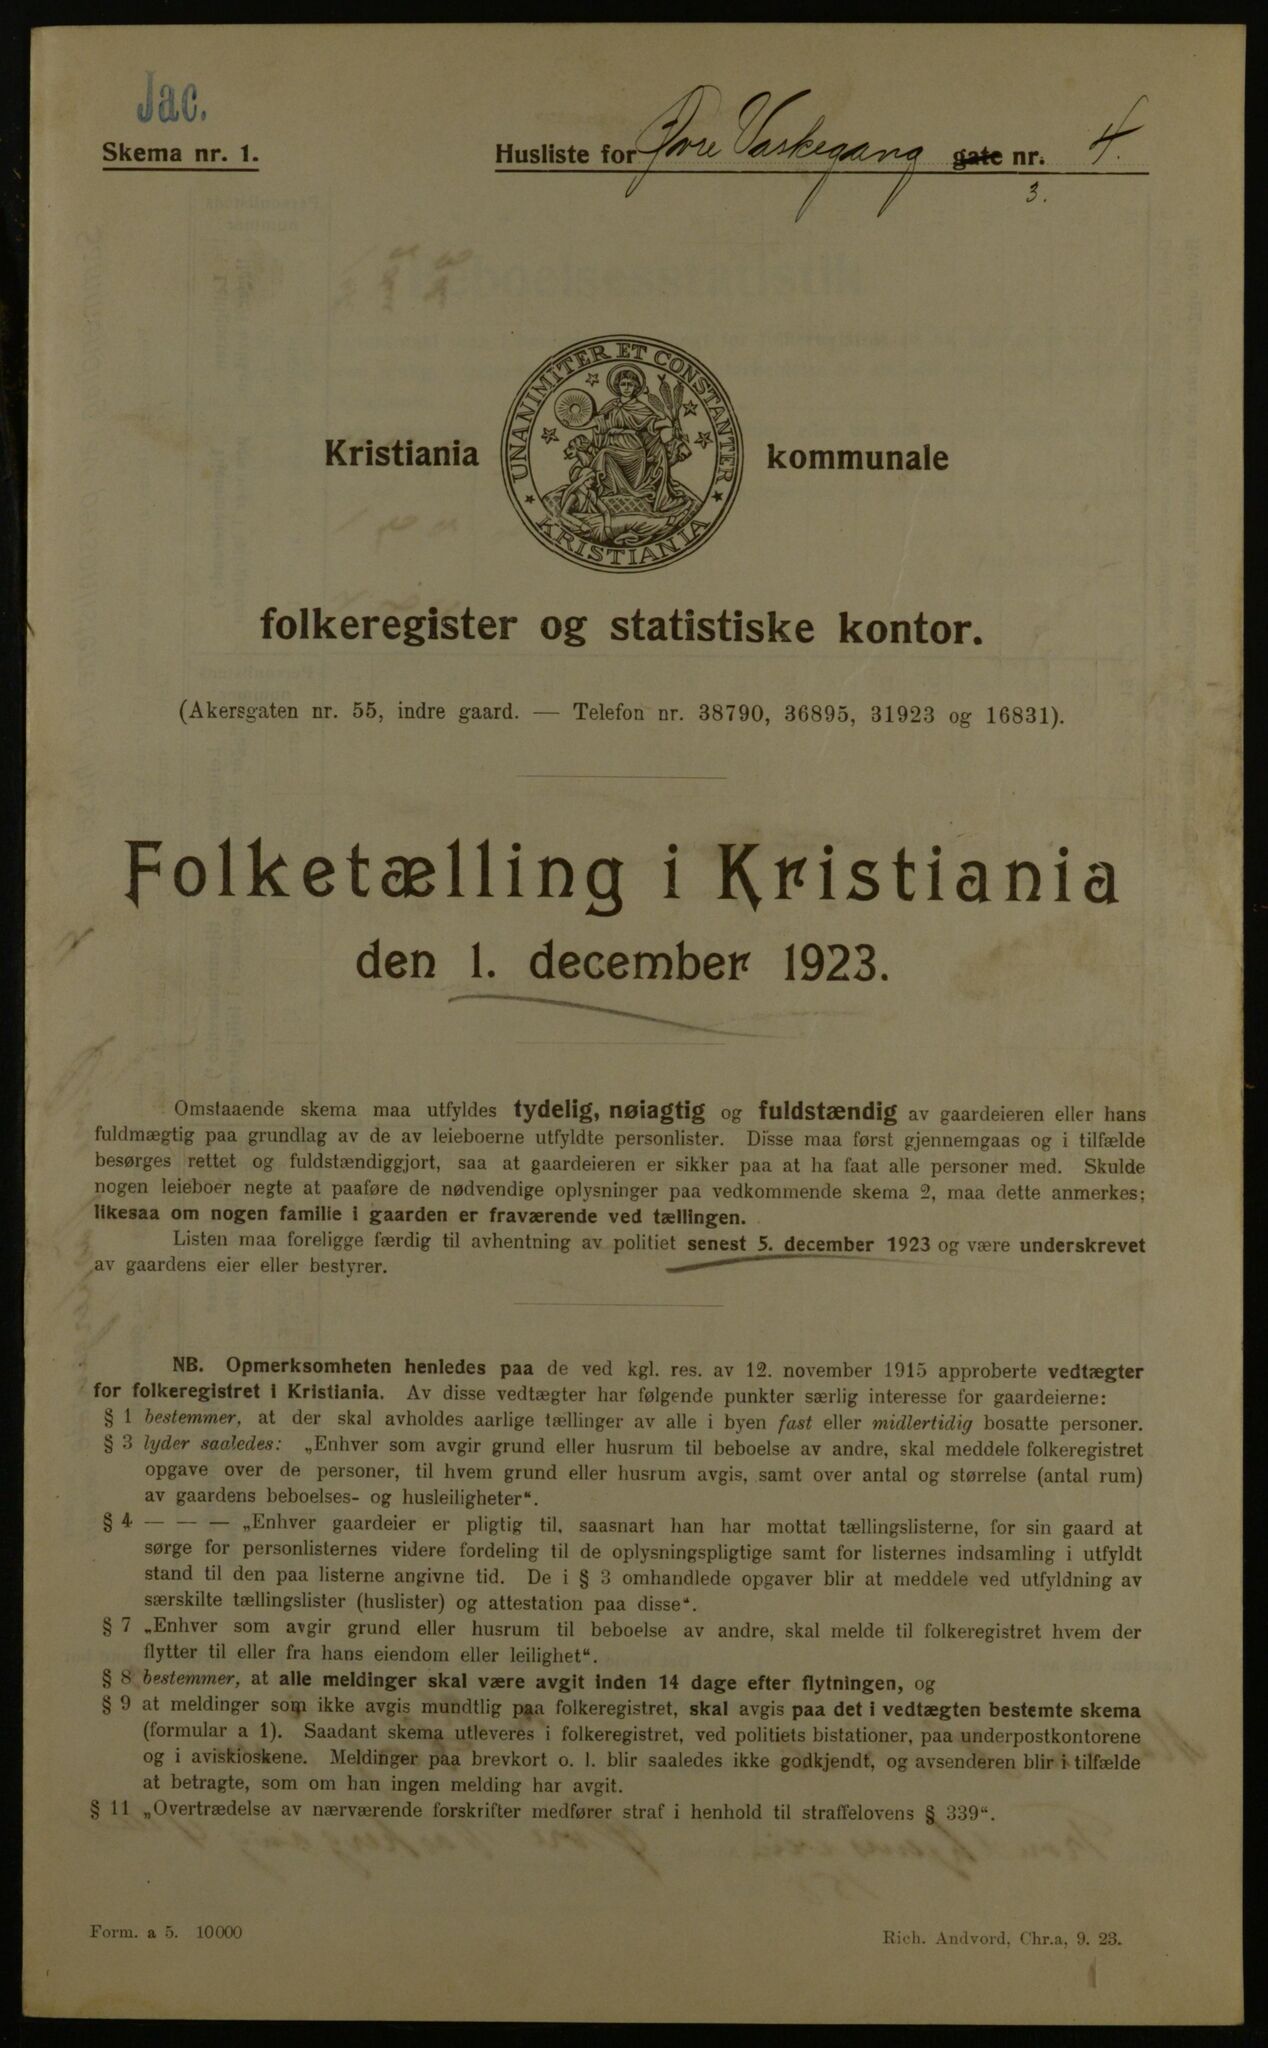 Jac.
Skema nr. 1.
Husliste for Øvre Vaskegang gate nr. 4.
3.
UNANIMITER ET CONSTANTER
KRISTIANIA
Kristiania kommunale
folkeregister og statistiske kontor.
(Akersgaten nr. 55, indre gaard. — Telefon nr. 38790, 36895, 31923 og 16831).
Folketælling i Kristiania
den 1. december 1923.
Omstaaende skema maa utfyldes tydelig, nøiagtig og fuldstændig av gaardeieren eller hans
fuldmægtig paa grundlag av de av leieboerne utfyldte personlister. Disse maa først gjennemgaas og i tilfælde
besørges rettet og fuldstændiggjort, saa at gaardeieren er sikker paa at ha faat alle personer med. Skulde
nogen leieboer negte at paaføre de nødvendige oplysninger paa vedkommende skema 2, maa dette anmerkes;
likesaa om nogen familie i gaarden er fraværende ved tællingen.
Listen maa foreligge færdig til avhentning av politiet senest 5. december 1923 og være underskrevet
av gaardens eier eller bestyrer.
NB. Opmerksomheten henledes paa de ved kgl. res. av 12. november 1915 approberte vedtægter
for folkeregistret i Kristiania. Av disse vedtægter har følgende punkter særlig interesse for gaardeierne:
§ 1 bestemmer, at der skal avholdes aarlige tællinger av alle i byen fast eller midlertidig bosatte personer.
§ 3 lyder saaledes: „Enhver som avgir grund eller husrum til beboelse av andre, skal meddele folkeregistret
opgave over de personer, til hvem grund eller husrum avgis, samt over antal og størrelse (antal rum)
av gaardens beboelses- og husleiligheter“.
§ 4 — — — „Enhver gaardeier er pligtig til, saasnart han har mottat tællingslisterne, for sin gaard at
sørge for personlisternes videre fordeling til de oplysningspligtige samt for listernes indsamling i utfyldt
stand til den paa listerne angivne tid. De i § 3 omhandlede opgaver blir at meddele ved utfyldning av
særskilte tællingslister (huslister) og attestation paa disse“.
§ 7 „Enhver som avgir grund eller husrum til beboelse av andre, skal melde til folkeregistret hvem der
flytter til eller fra hans eiendom eller leilighet“.
§ 8 bestemmer, at alle meldinger skal være avgit inden 14 dage efter flytningen, og
§ 9 at meldinger som ikke avgis mundtlig paa folkeregistret, skal avgis paa det i vedtægten bestemte skema
(formular a 1). Saadant skema utleveres i folkeregistret, ved politiets bistationer, paa underpostkontorene
og i aviskioskene. Meldinger paa brevkort o. l. blir saaledes ikke godkjendt, og avsenderen blir i tilfælde
at betragte, som om han ingen melding har avgit.
§ 11 „Overtrædelse av nærværende forskrifter medfører straf i henhold til straffelovens § 339“.
Form. a 5. 10000
Rich. Andvord, Chr.a, 9. 23.